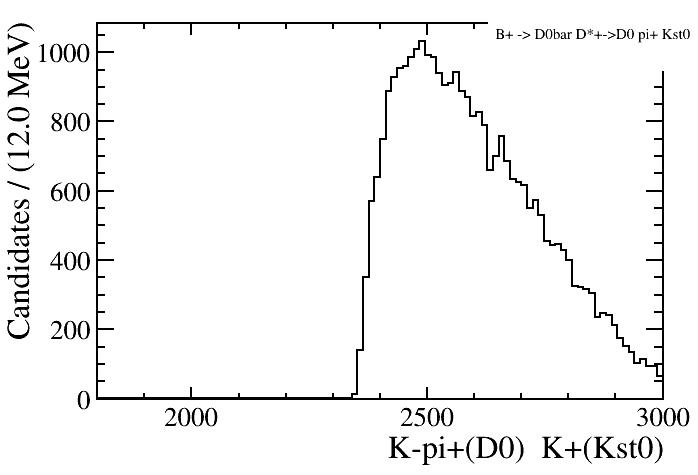 B+ -> D0bar D*+->D0 pi+ Kst0
Candidates / (12.0 MeV)
1000
800
600
400
200
0
2000 2500 3000
K-pi+(D0) K+(Kst0)